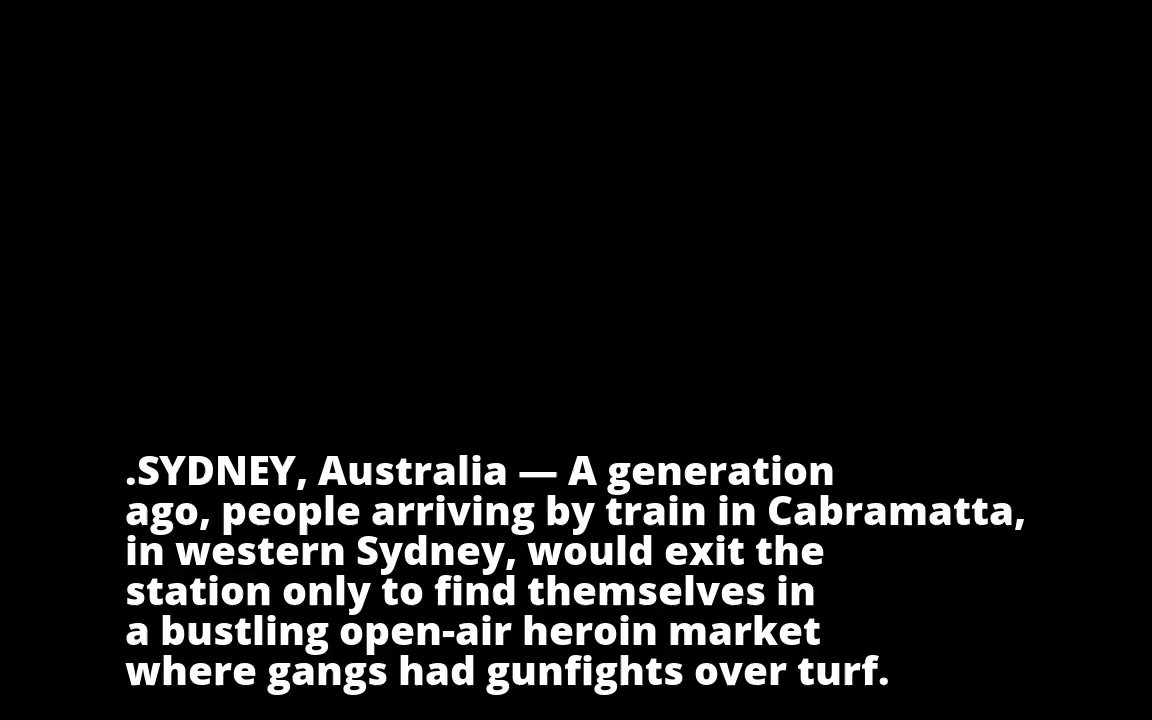 .SYDNEY, Australia — A generation
ago, people arriving by train in Cabramatta,
in western Sydney, would exit the
station only to find themselves in
a bustling open-air heroin market
where gangs had gunfights over turf.